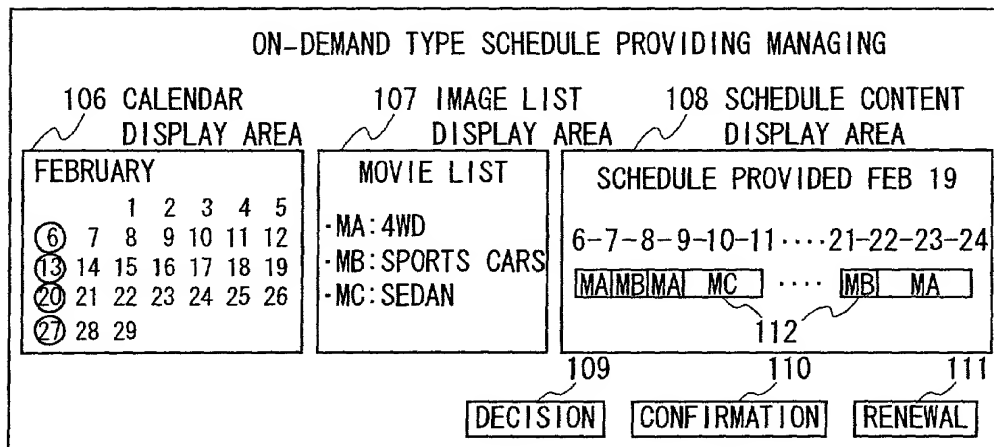 ON-DEMAND TYPE SCHEDULE PROVIDING MANAGING
106 CALENDAR DISPLAY AREA
107 IMAGE LIST DISPLAY AREA
108 SCHEDULE CONTENT DISPLAY AREA
FEBRUARY
1 2 3 4 5
6 7 8 9 10 11 12
13 14 15 16 17 18 19
20 21 22 23 24 25 26
27 28 29
MOVIE LIST
·MA:4WD
·MB:SPORTS CARS
·MC:SEDAN
SCHEDULE PROVIDED FEB 19
6-7-8-9-10-11····21-22-23-24
MA MB MA MC ···· MB MA
112
109 110 111
DECISION CONFIRMATION RENEWAL